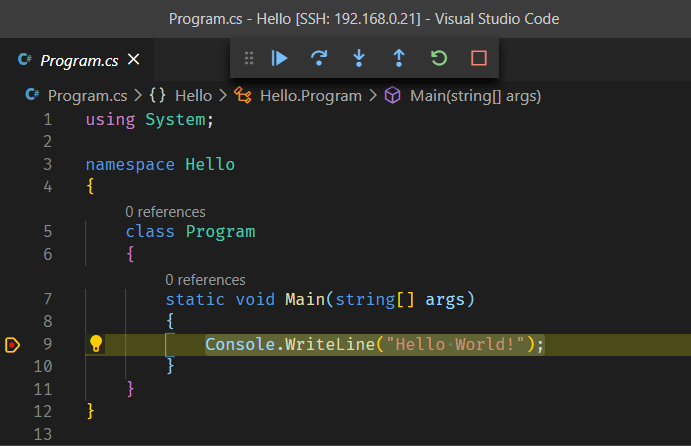 Program.cs - Hello [SSH: 192.168.0.21] - Visual Studio Code
C# Program.cs ×
C# Program.cs > {} Hello > Hello.Program > Main(string[] args)
1 using System;
2
3 namespace Hello
4 {
0 references
5 class Program
6 {
0 references
7 static void Main(string[] args)
8 {
9 Console.WriteLine("Hello·World!");
10 }
11 }
12 }
13